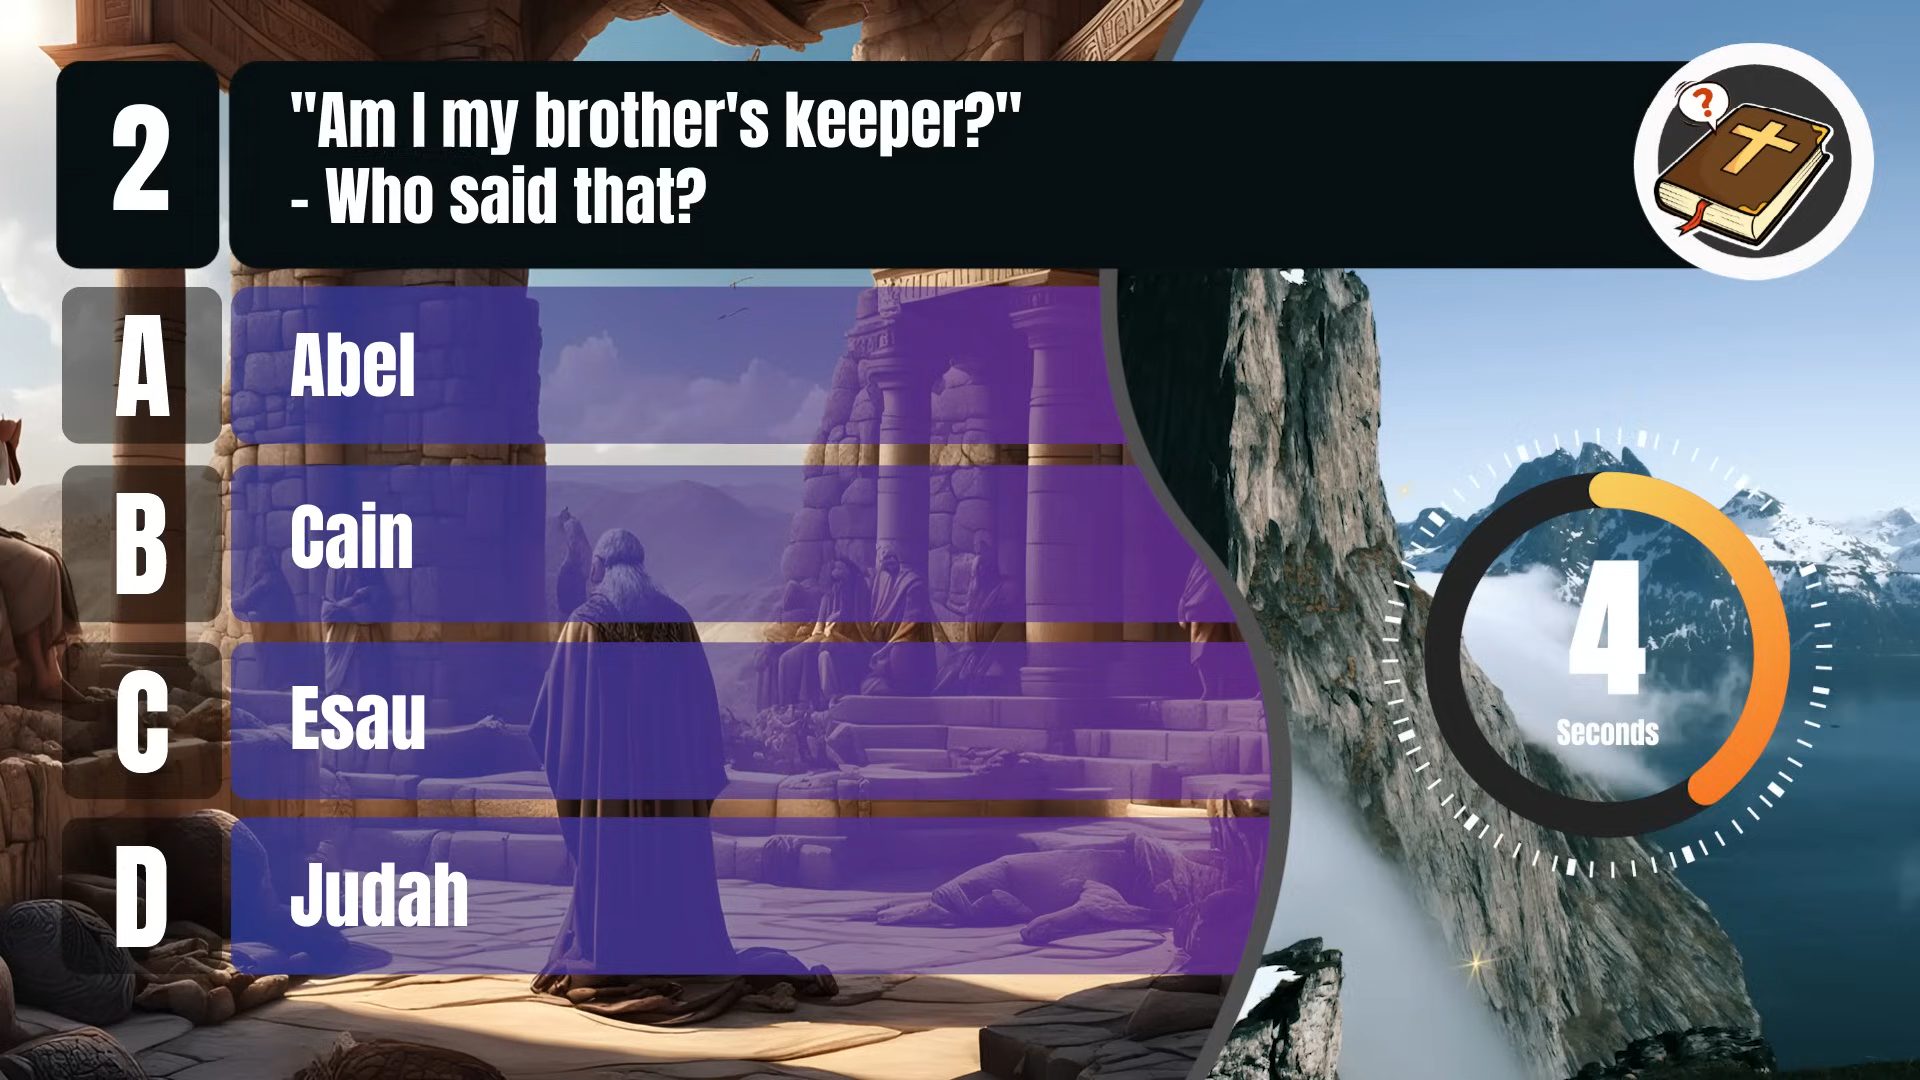 2
"Am I my brother's keeper?"
- Who said that?
?
A
Abel
B
Cain
C
Esau
D
Judah
4
Seconds